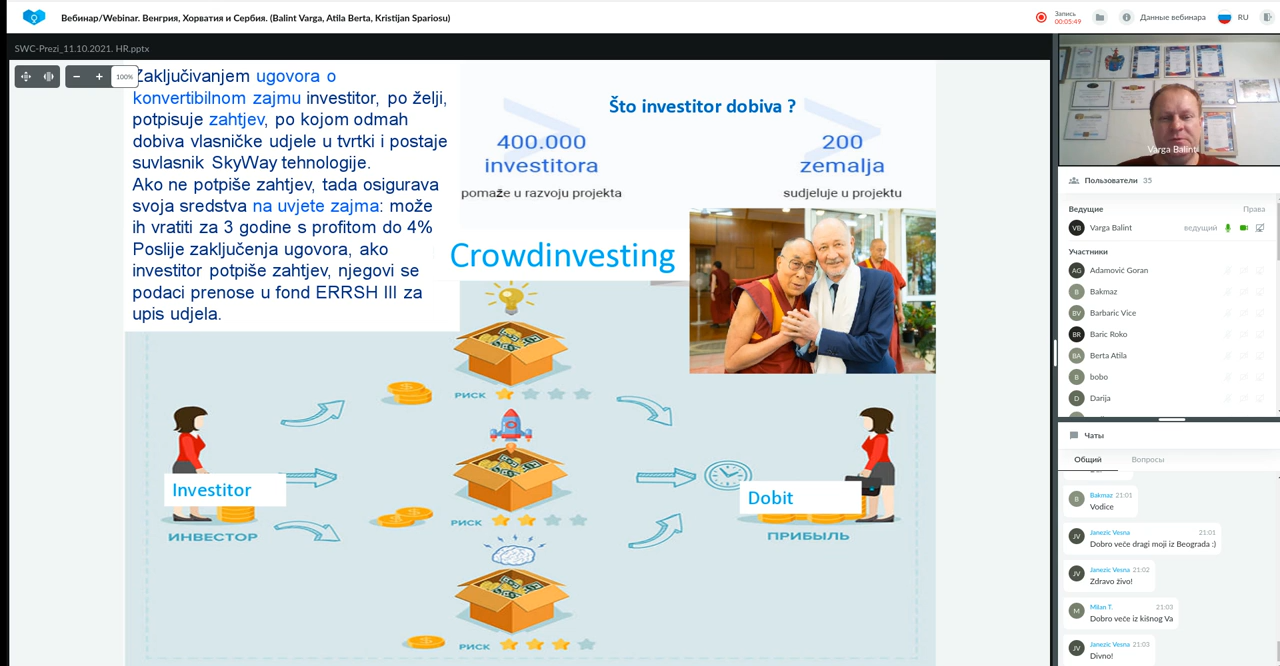 Вебинар/Webinar. Венгрия, Хорватия и Сербия. (Balint Varga, Atila Berta, Kristijan Spariosu)
Запись
00:05:49
Данные вебинара
RU
SWC-Prezi_11.10.2021. HR.pptx
100%
Zaključivanjem ugovora o
konvertibilnom zajmu investitor, po želji,
potpisuje zahtjev, po kojom odmah
dobiva vlasničke udjele u tvrtki i postaje
suvlasnik SkyWay tehnologije.
Ako ne potpiše zahtjev, tada osigurava
svoja sredstva na uvjete zajma: može
ih vratiti za 3 godine s profitom do 4%
Poslije zaključenja ugovora, ako
investitor potpiše zahtjev, njegovi se
podaci prenose u fond ERRSH III za
upis udjela.
Što investitor dobiva ?
400.000
investitora
pomaže u razvoju projekta
200
zemalja
sudjeluje u projektu
Crowdinvesting
РИСК
Investitor
ИНВЕСТОР
РИСК
Dobit
ПРИБЫЛЬ
РИСК
Varga Balint
Пользователи 35
Ведущие Права
VB Varga Balint ведущий
Участники
AG Adamović Goran
B Bakmaz
BV Barbaric Vice
BR Baric Roko
BA Berta Atila
B bobo
D Darija
Чаты
Общий Вопросы
B Bakmaz 21:01
Vodice
JV Janezic Vesna 21:01
Dobro veče dragi moji iz Beograda :)
JV Janezic Vesna 21:02
Zdravo živo!
M Milan T. 21:03
Dobro veče iz kišnog Va
JV Janezic Vesna 21:03
Divno!